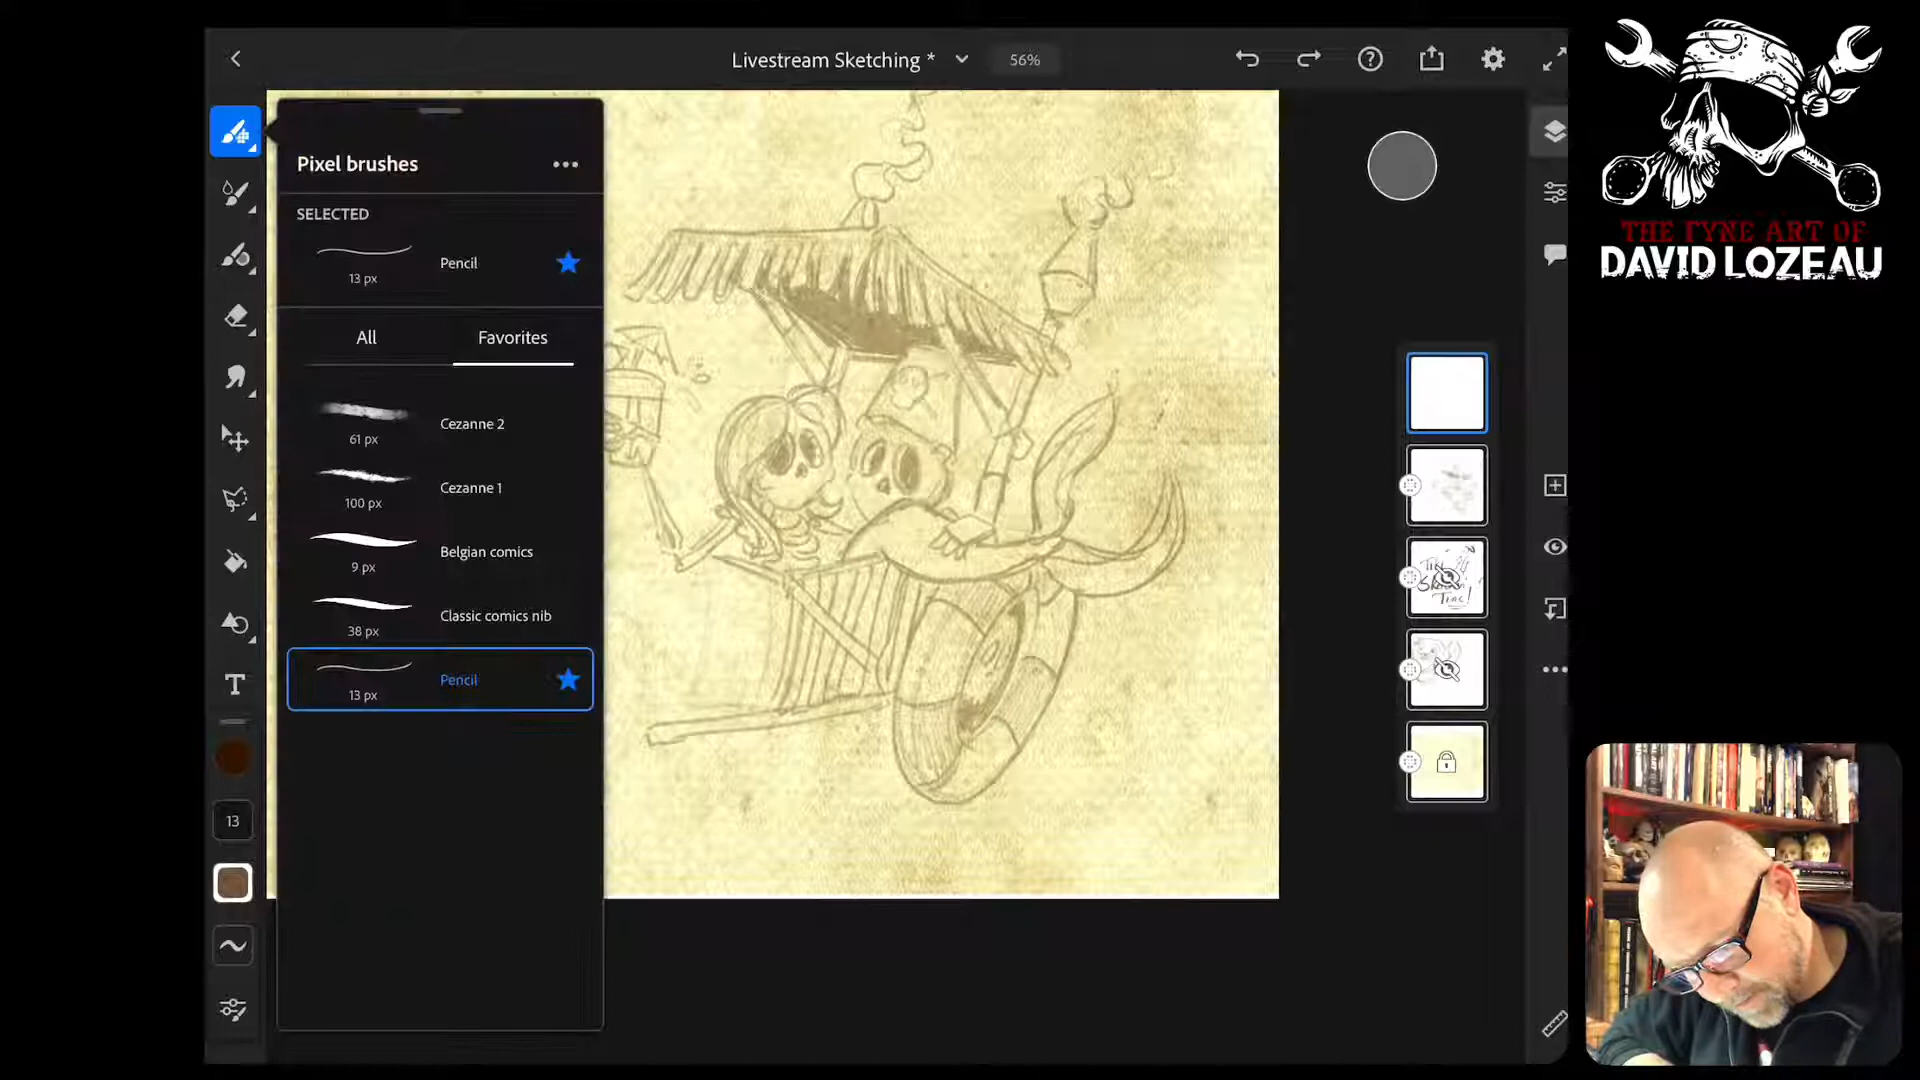 Livestream Sketching *
56%
Pixel brushes
SELECTED
Pencil
13 px
All
Favorites
Cezanne 2
61 px
Cezanne 1
100 px
Belgian comics
9 px
Classic comics nib
38 px
Pencil
13 px
T
13
Time!
THE FYNE ART OF
DAVID LOZEAU